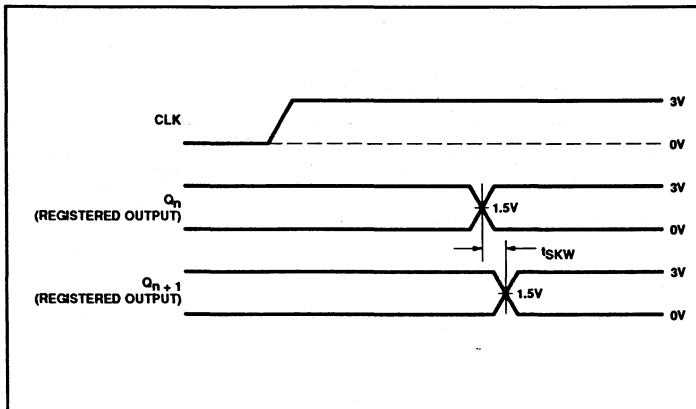 CLK
3V
0V
Qn
(REGISTERED OUTPUT)
3V
1.5V
0V
tSKW
Qn + 1
(REGISTERED OUTPUT)
3V
1.5V
0V